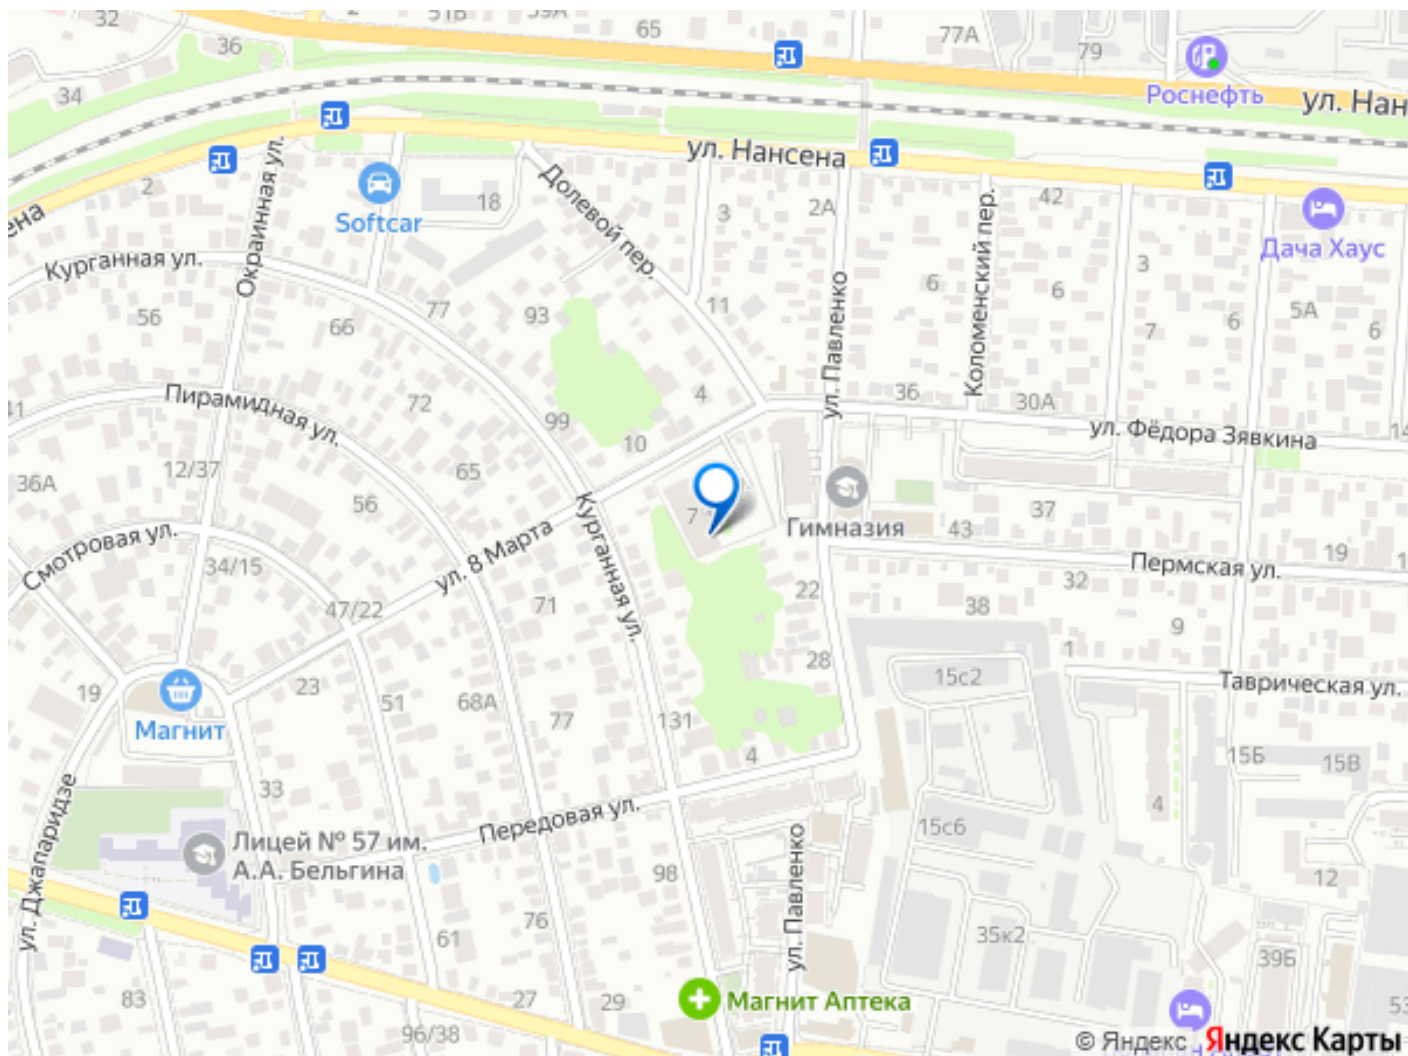 32
51Б
59А
65
77А
79
36
34
Роснефть
ул. Нан
ул. Нансена
2
Softcar
18
Окраинная ул.
Долевой пер.
3
2А
42
Коломенский пер.
Дача Хаус
ена
Курганная ул.
56
66
77
93
11
6
6
3
7
6
5А
6
ул. Павленко
Пирамидная ул.
72
99
4
10
36
30А
ул. Фёдора Зявкина
14
41
36А
12/37
65
56
7
Гимназия
43
37
19
Смотровая ул.
34/15
47/22
ул. 8 Марта
Курганная ул.
71
22
32
Пермская ул.
38
9
1
28
15с2
Таврическая ул.
19
Магнит
23
51
68А
77
131
4
15Б
15В
4
33
ул. Джапаридзе
Передовая ул.
15с6
Лицей № 57 им.
А.А. Бельгина
98
ул. Павленко
12
76
61
35к2
39Б
83
27
29
96/38
Магнит Аптека
53
© Яндекс Яндекс Карты